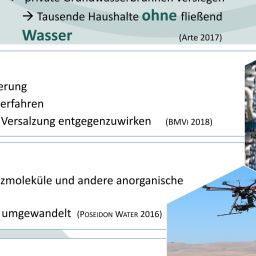 private Grundwasserbrunnen versiegen
→ Tausende Haushalte ohne fließend
Wasser (Arte 2017)
erung
erfahren
Versalzung entgegenzuwirken (BMVI 2018)
zmoleküle und andere anorganische
umgewandelt (POSEIDON WATER 2016)